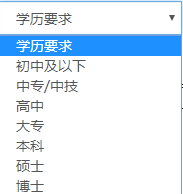 学历要求
学历要求
初中及以下
中专/中技
高中
大专
本科
硕士
博士